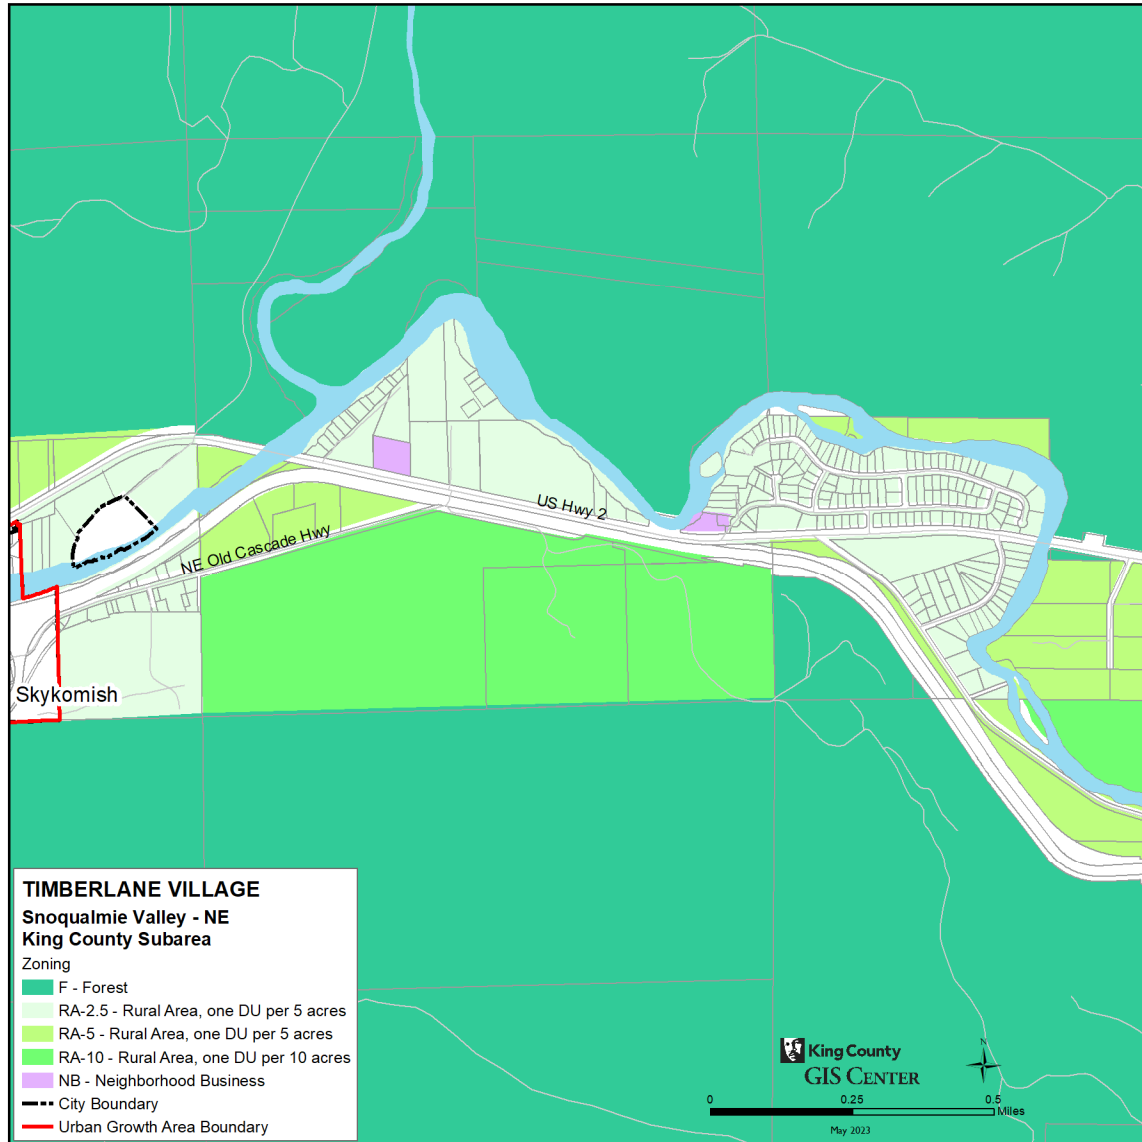 US Hwy 2
NE Old Cascade Hwy
Skykomish
TIMBERLANE VILLAGE
Snoqualmie Valley - NE
King County Subarea
Zoning
F - Forest
RA-2.5 - Rural Area, one DU per 5 acres
RA-5 - Rural Area, one DU per 5 acres
RA-10 - Rural Area, one DU per 10 acres
NB - Neighborhood Business
City Boundary
Urban Growth Area Boundary
King County
GIS CENTER
N
0 0.25 0.5
Miles
May 2023